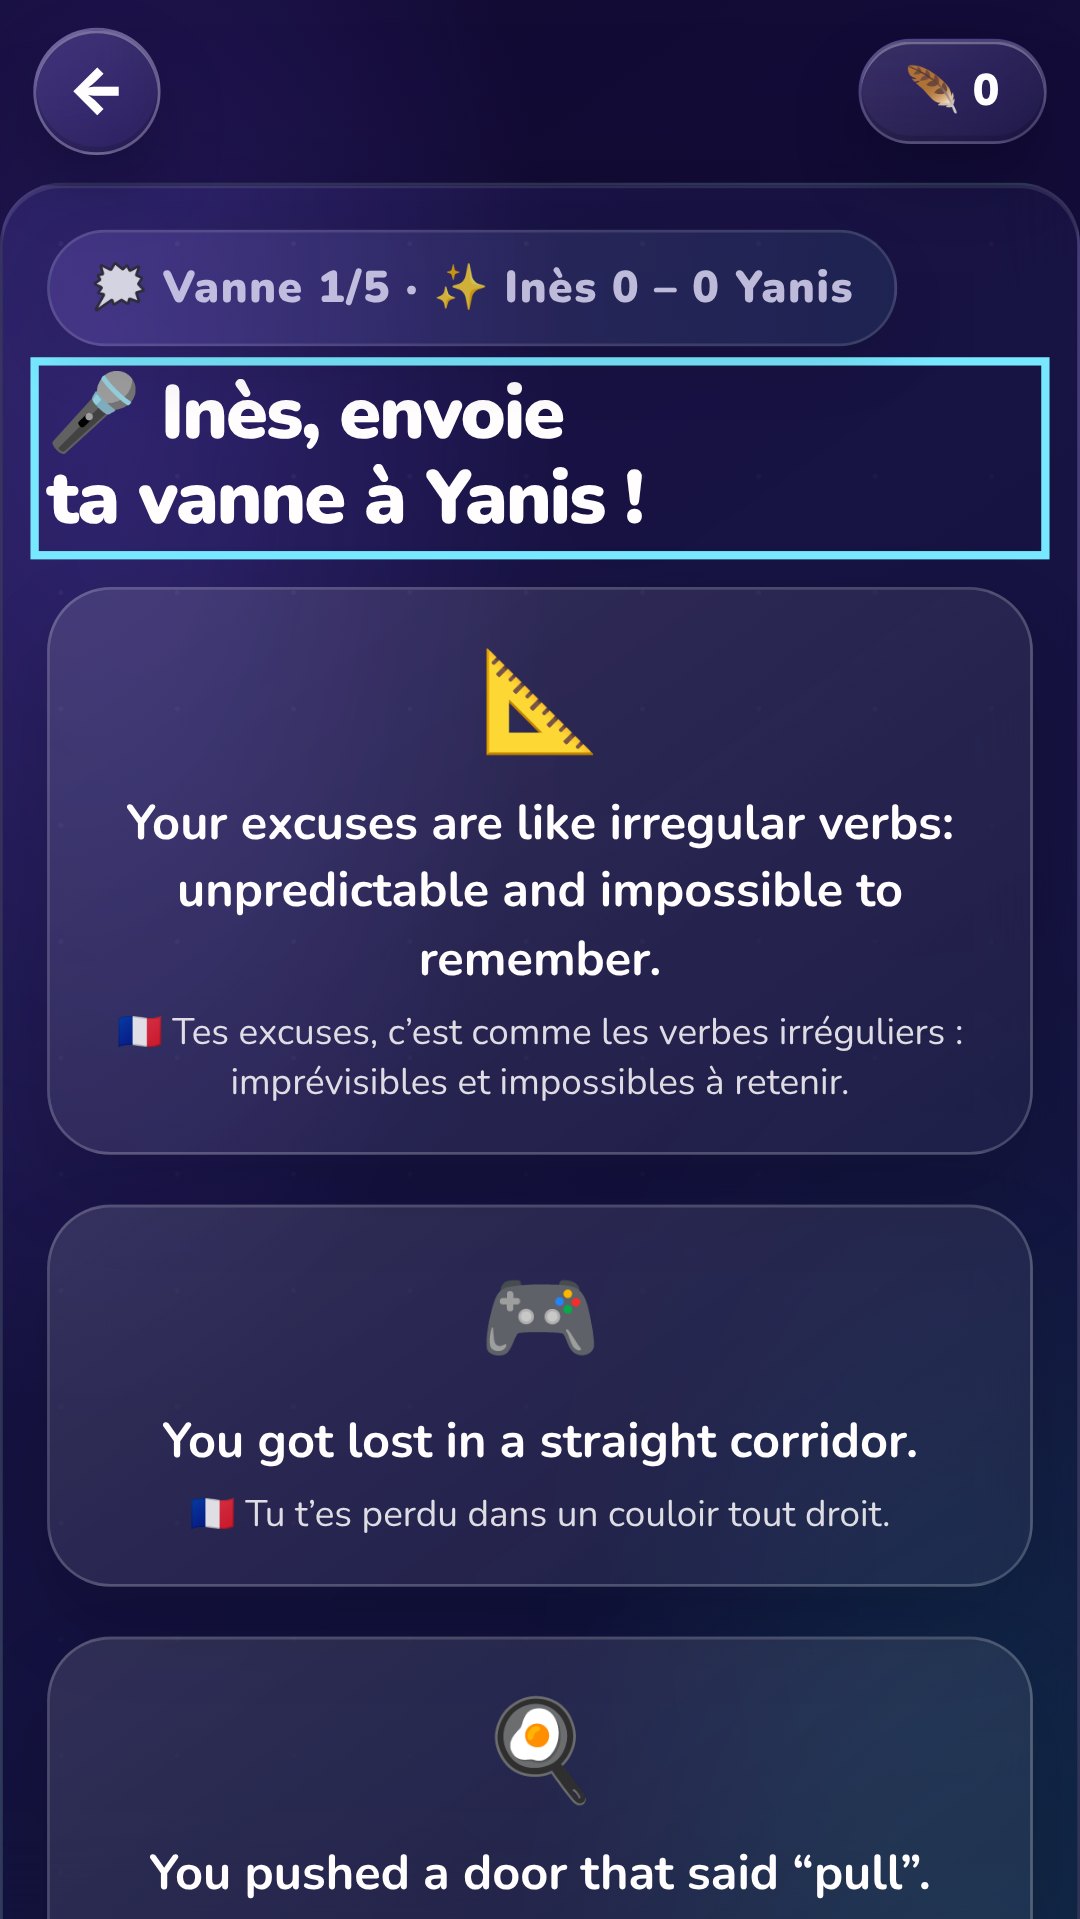 0
Vanne 1/5 · Inès 0 – 0 Yanis
Inès, envoie
ta vanne à Yanis !
Your excuses are like irregular verbs:
unpredictable and impossible to
remember.
Tes excuses, c’est comme les verbes irréguliers :
imprévisibles et impossibles à retenir.
You got lost in a straight corridor.
Tu t’es perdu dans un couloir tout droit.
You pushed a door that said “pull”.